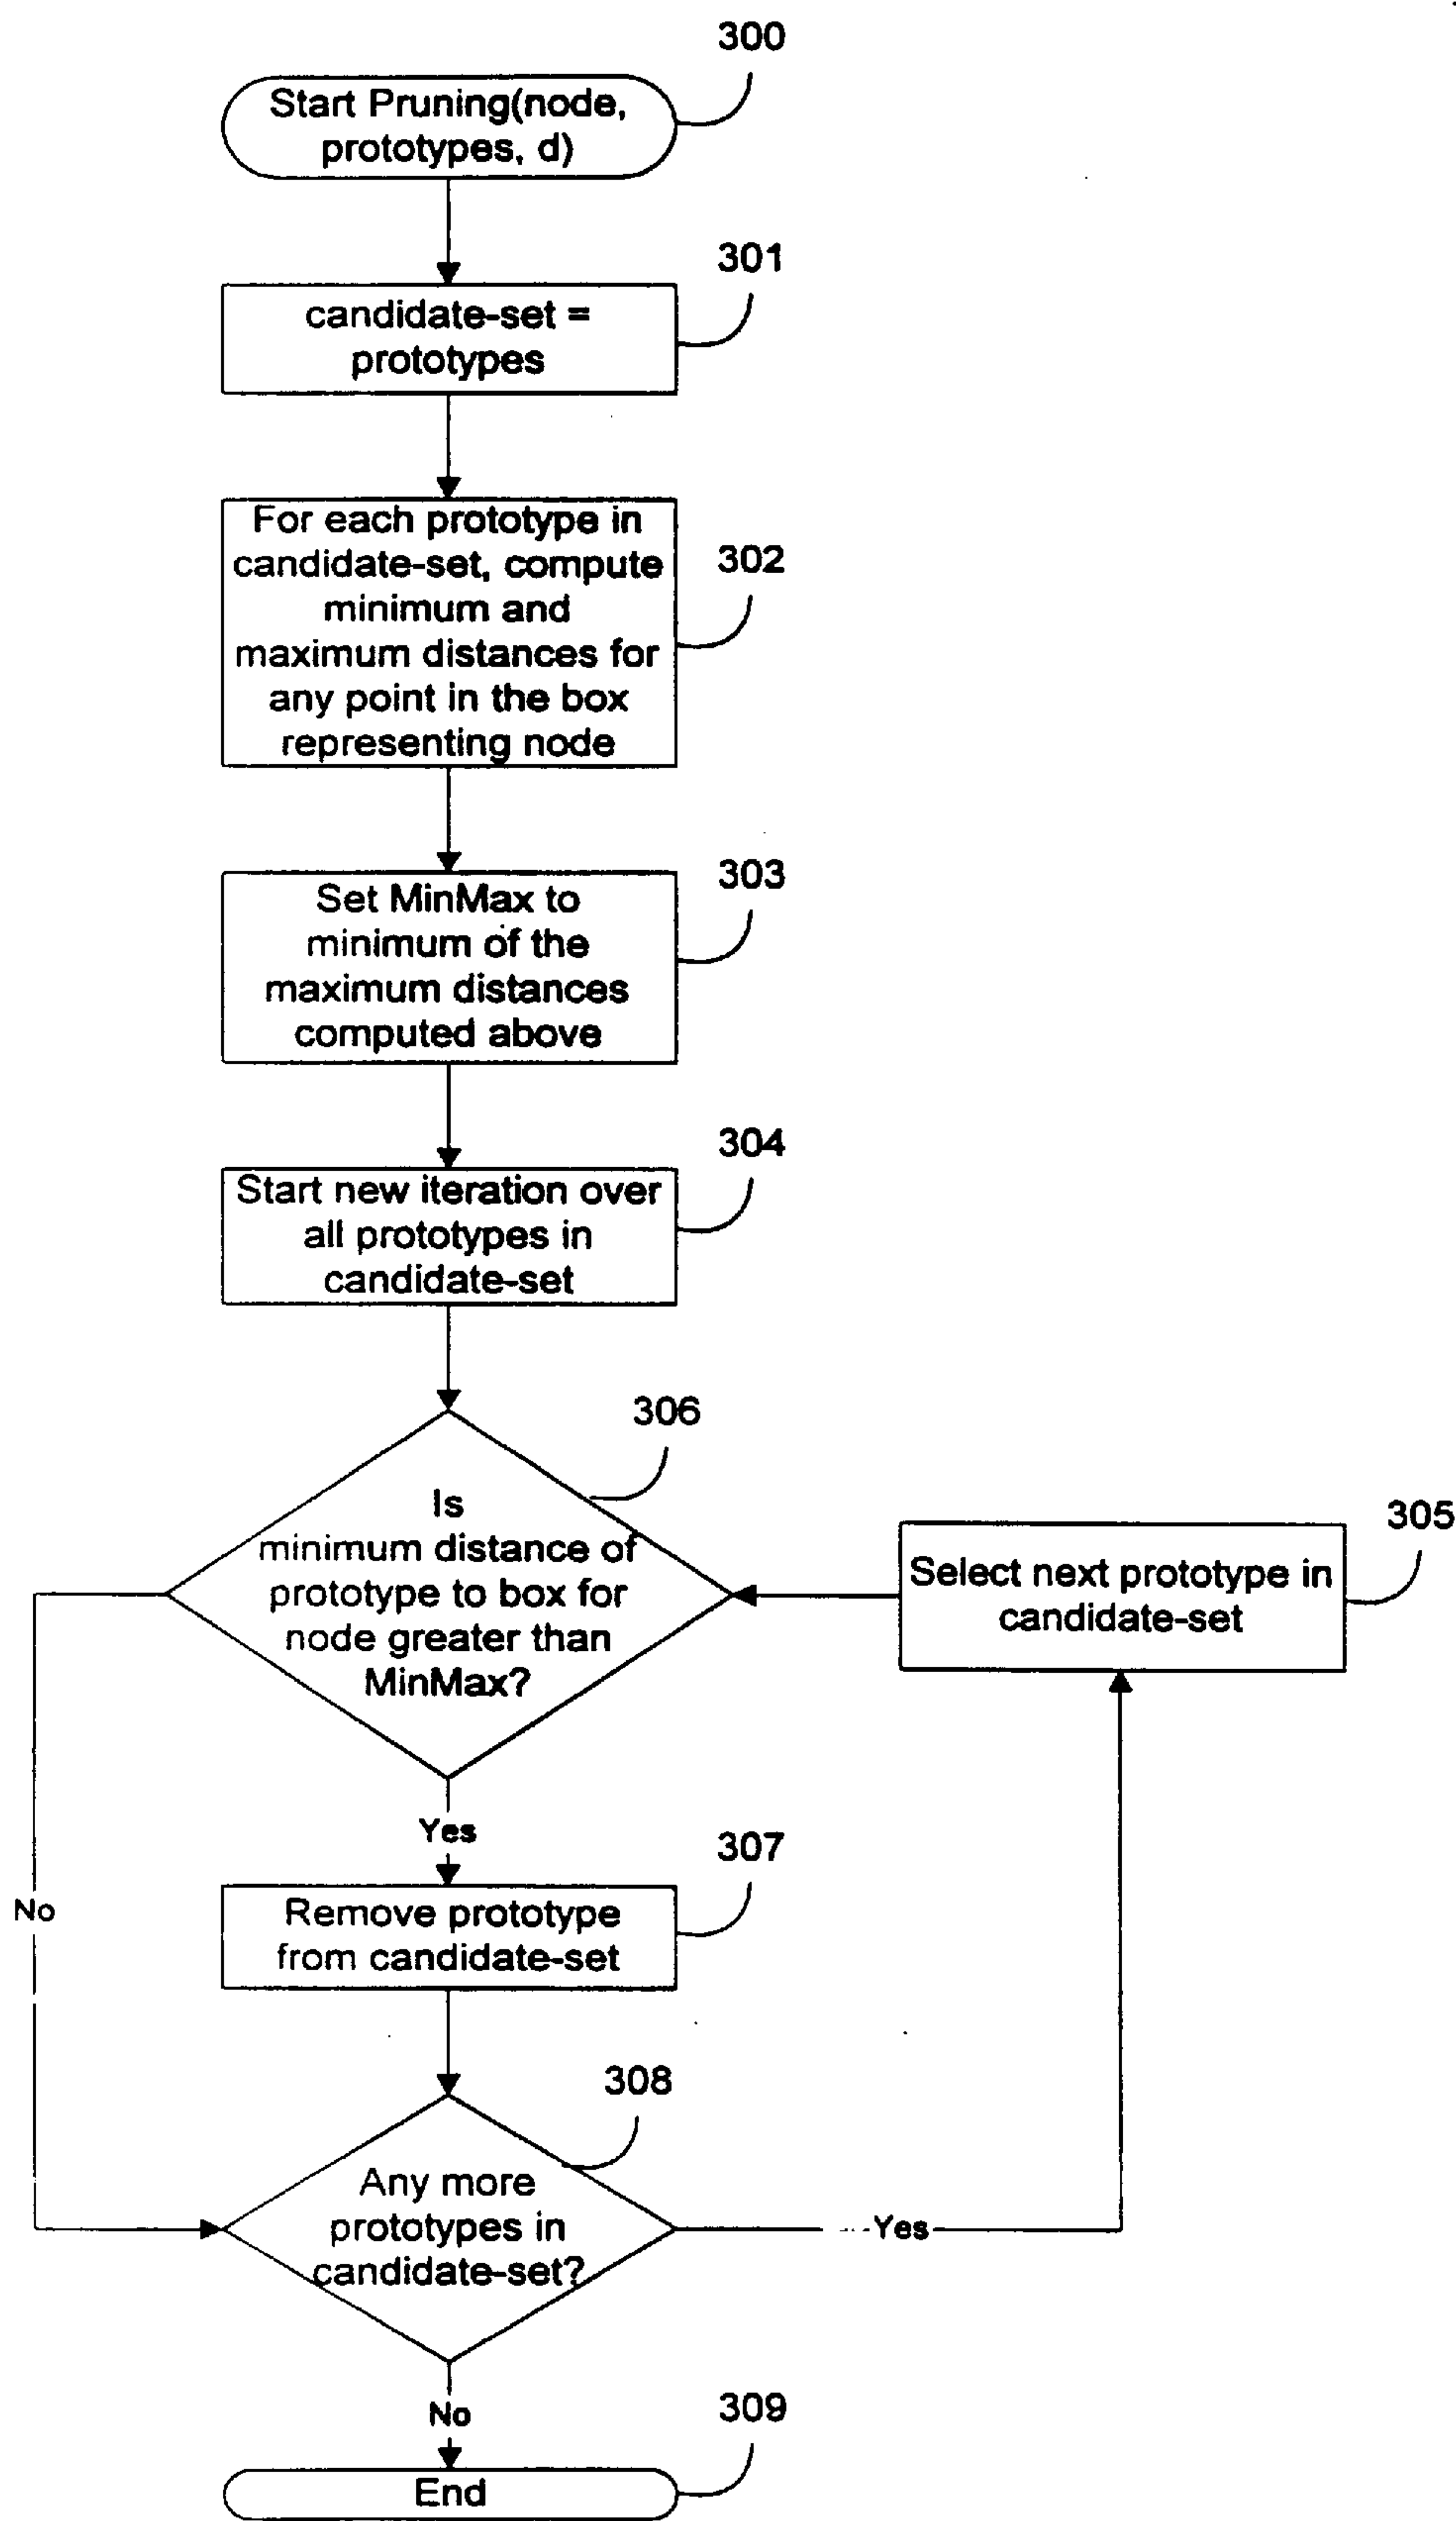 300
Start Pruning(node,
prototypes, d)
301
candidate-set =
prototypes
302
For each prototype in
candidate-set, compute
minimum and
maximum distances for
any point in the box
representing node
303
Set MinMax to
minimum of the
maximum distances
computed above
304
Start new iteration over
all prototypes in
candidate-set
306
Is
minimum distance of
prototype to box for
node greater than
MinMax?
305
Select next prototype in
candidate-set
Yes
No
307
Remove prototype
from candidate-set
308
Any more
prototypes in
candidate-set?
Yes
No
309
End